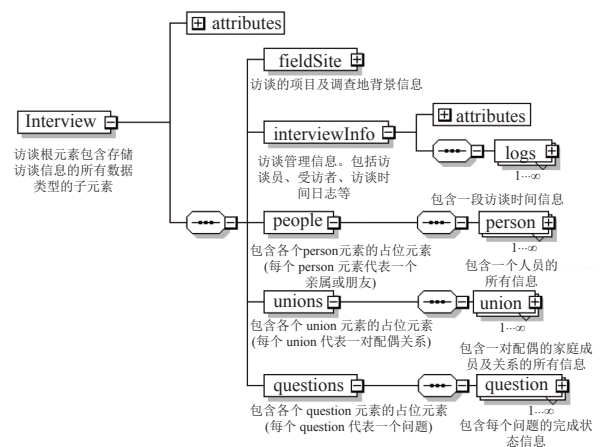 attributes
fieldSite
访谈的项目及调查地背景信息
Interview
访谈根元素包含存储
访谈信息的所有数据
类型的子元素
interviewInfo
访谈管理信息。包括访
谈员、受访者、访谈时
间日志等
attributes
logs
1…∞
包含一段访谈时间信息
people
包含各个person元素的占位元素
(每个 person 元素代表一个
亲属或朋友)
person
1…∞
包含一个人员的
所有信息
unions
包含各个 union 元素的占位元素
(每个 union 代表一对配偶关系)
union
1…∞
包含一对配偶的家庭成
员及关系的所有信息
questions
包含各个 question 元素的占位元素
(每个 question 代表一个问题)
question
1…∞
包含每个问题的完成状
态信息